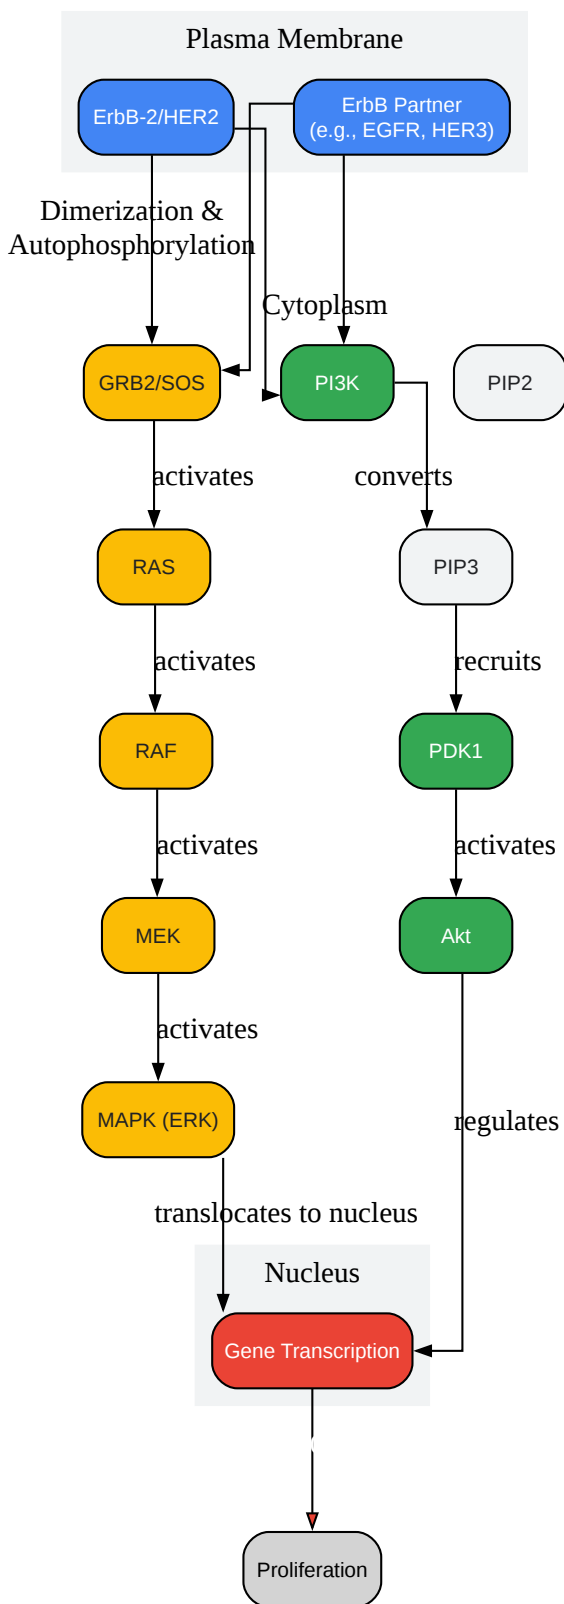 Plasma Membrane
ErbB-2/HER2
ErbB Partner
(e.g., EGFR, HER3)
Dimerization &
Autophosphorylation
Cytoplasm
GRB2/SOS
PI3K
PIP2
activates
converts
RAS
PIP3
activates
recruits
RAF
PDK1
activates
activates
MEK
Akt
activates
MAPK (ERK)
regulates
translocates to nucleus
Nucleus
Gene Transcription
Proliferation